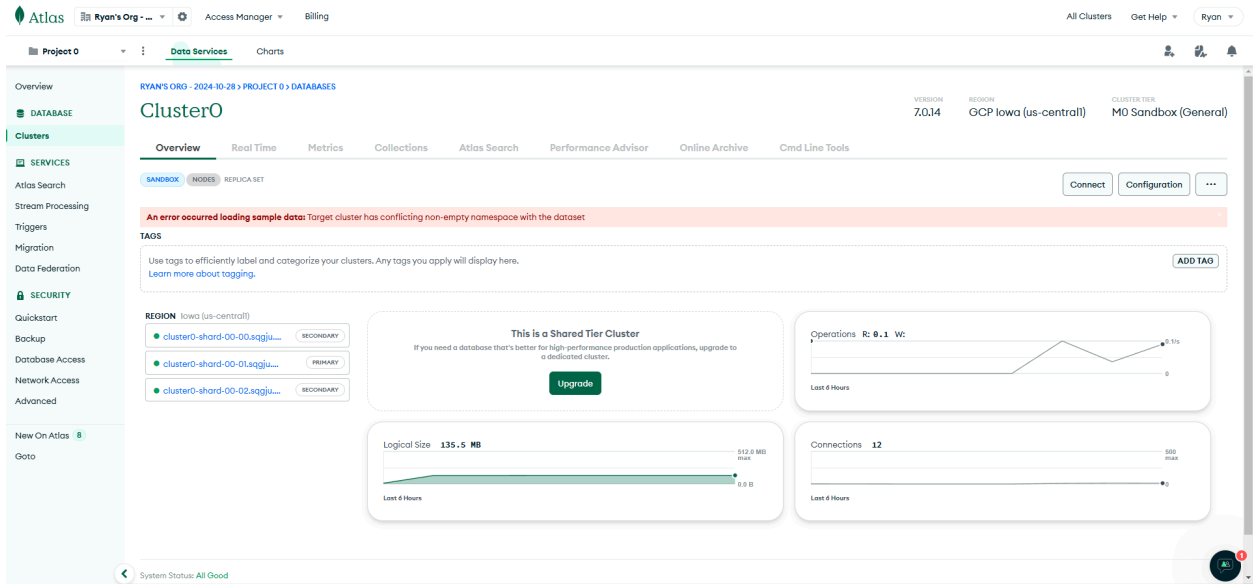 Atlas
Ryan's Org - ...
Access Manager
Billing
All Clusters
Get Help
Ryan
Project 0
Data Services
Charts
Overview
DATABASE
Clusters
SERVICES
Atlas Search
Stream Processing
Triggers
Migration
Data Federation
SECURITY
Quickstart
Backup
Database Access
Network Access
Advanced
New On Atlas 8
Goto
RYAN'S ORG - 2024-10-28 > PROJECT 0 > DATABASES
Cluster0
VERSION
7.0.14
REGION
GCP Iowa (us-central1)
CLUSTER TIER
M0 Sandbox (General)
Overview
Real Time
Metrics
Collections
Atlas Search
Performance Advisor
Online Archive
Cmd Line Tools
SANDBOX
NODES
REPLICA SET
Connect
Configuration
...
An error occurred loading sample data: Target cluster has conflicting non-empty namespace with the dataset
TAGS
Use tags to efficiently label and categorize your clusters. Any tags you apply will display here.
Learn more about tagging.
ADD TAG
REGION Iowa (us-central1)
cluster0-shard-00-00.sqgju.... SECONDARY
cluster0-shard-00-01.sqgju.... PRIMARY
cluster0-shard-00-02.sqgju.... SECONDARY
This is a Shared Tier Cluster
If you need a database that's better for high-performance production applications, upgrade to
a dedicated cluster.
Upgrade
Operations R: 0.1 W:
0.1/s
0
Last 6 Hours
Logical Size 135.5 MB
512.0 MB
max
0.0 B
Last 6 Hours
Connections 12
500
max
0
Last 6 Hours
System Status: All Good
1